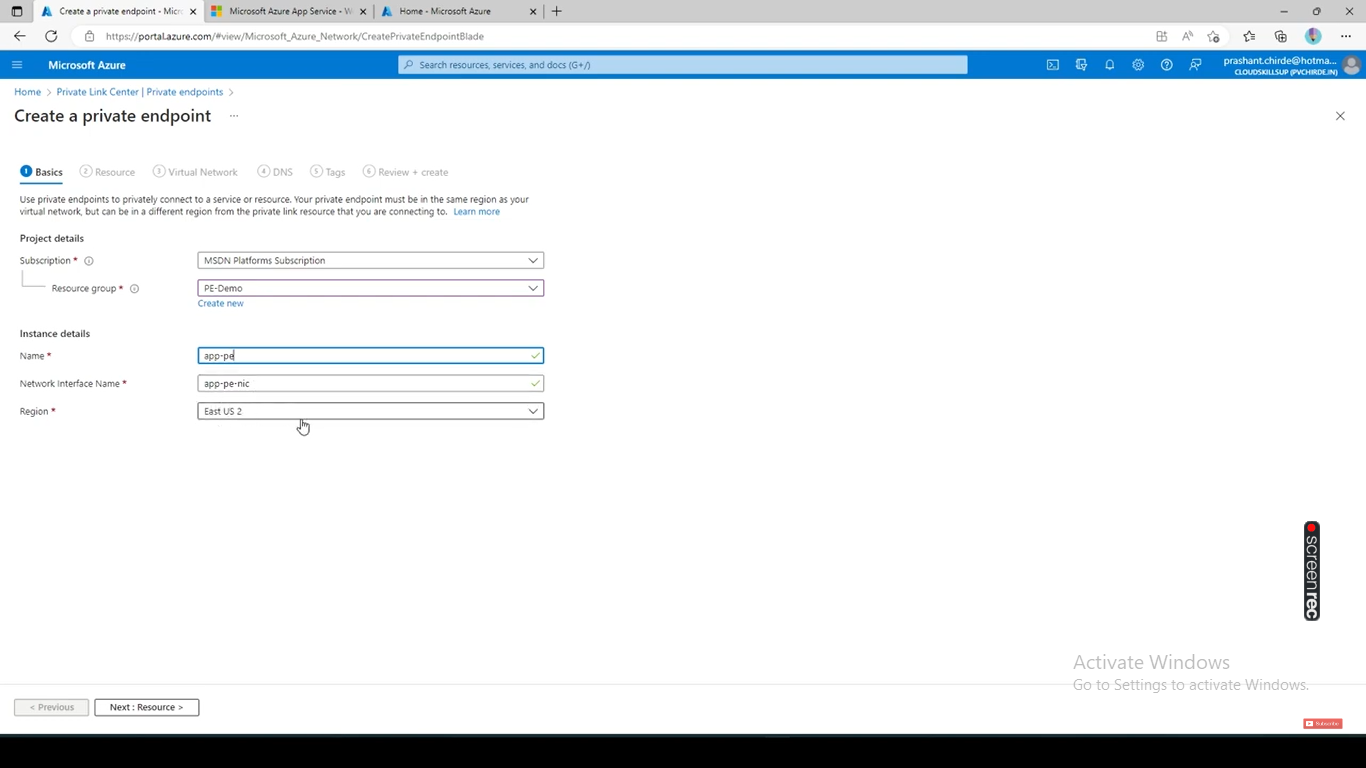 Create a private endpoint - Micr
Microsoft Azure App Service - W
Home - Microsoft Azure
https://portal.azure.com/#view/Microsoft_Azure_Network/CreatePrivateEndpointBlade
Microsoft Azure
Search resources, services, and docs (G+/)
prashant.chirde@hotma...
CLOUDSKILLSUP (PVCHIRDE.IN)
Home > Private Link Center | Private endpoints >
Create a private endpoint ...
1 Basics 2 Resource 3 Virtual Network 4 DNS 5 Tags 6 Review + create
Use private endpoints to privately connect to a service or resource. Your private endpoint must be in the same region as your
virtual network, but can be in a different region from the private link resource that you are connecting to. Learn more
Project details
Subscription * MSDN Platforms Subscription
Resource group * PE-Demo
Create new
Instance details
Name * app-pe
Network Interface Name * app-pe-nic
Region * East US 2
screenrec
Activate Windows
Go to Settings to activate Windows.
< Previous Next : Resource >
Subscribe